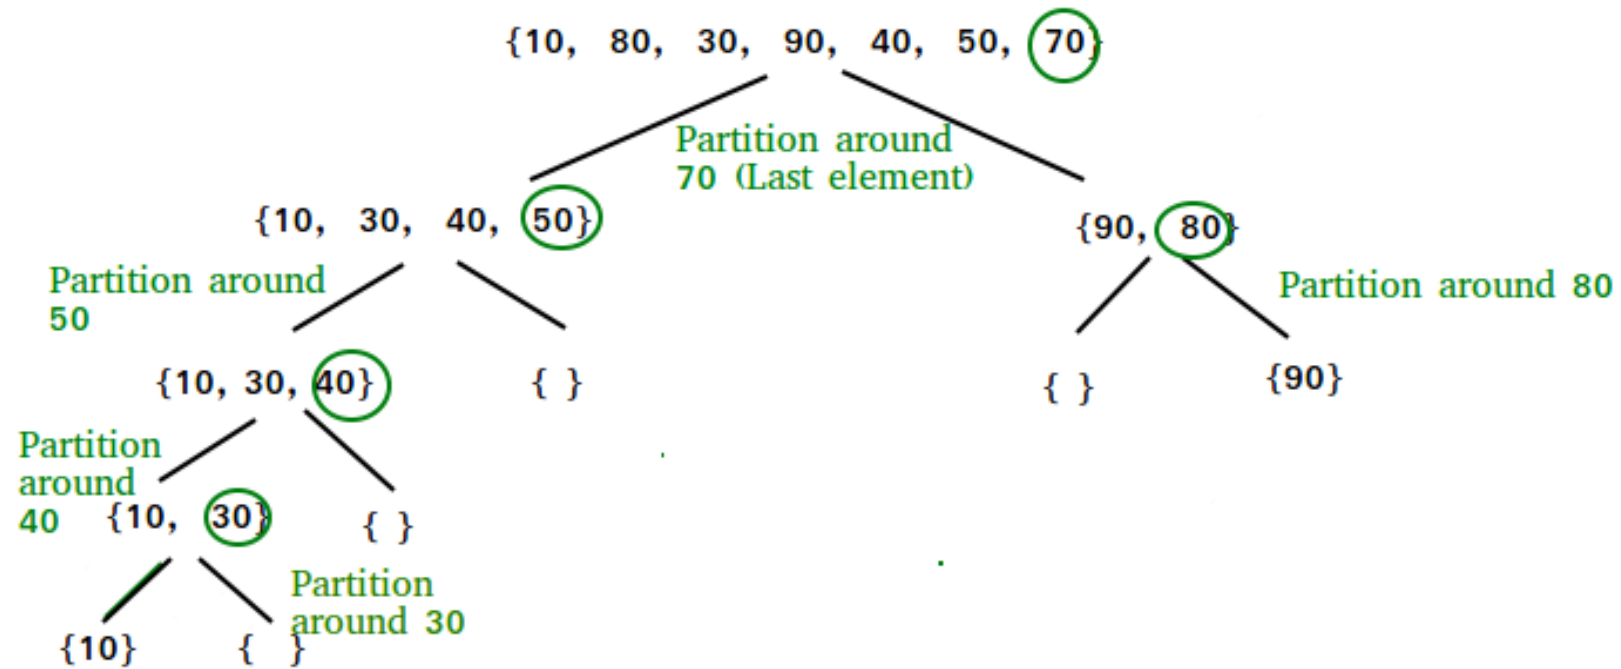 {10, 80, 30, 90, 40, 50, 70}
Partition around
70 (Last element)
{10, 30, 40, 50}
{90, 80}
Partition around
50
Partition around 80
{10, 30, 40}
{ }
{ }
{90}
Partition
around
40
{10, 30}
{ }
Partition
around 30
{10}
{ }